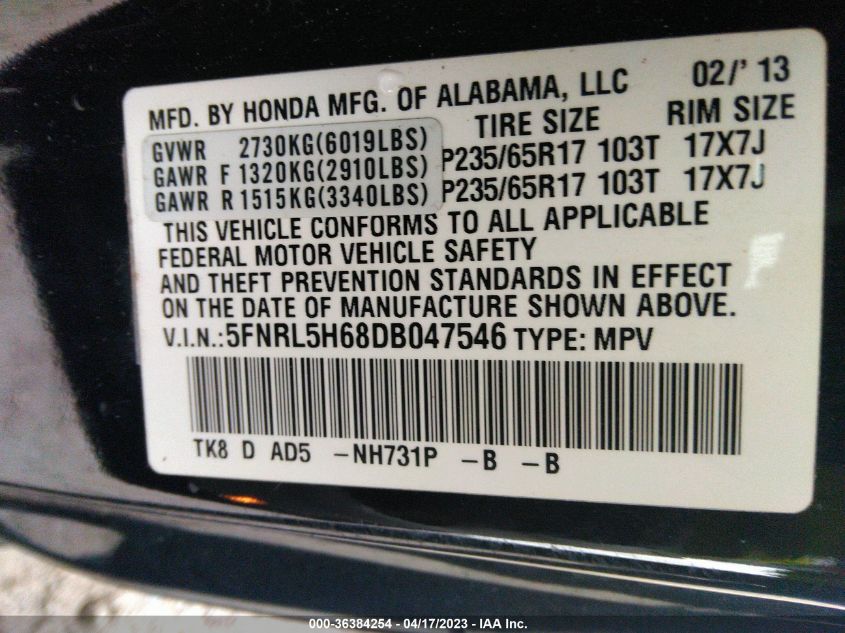 MFD. BY HONDA MFG. OF ALABAMA, LLC 02/'13
TIRE SIZE RIM SIZE
GVWR 2730KG(6019LBS)
GAWR F 1320KG(2910LBS) P235/65R17 103T 17X7J
GAWR R 1515KG(3340LBS) P235/65R17 103T 17X7J
THIS VEHICLE CONFORMS TO ALL APPLICABLE
FEDERAL MOTOR VEHICLE SAFETY
AND THEFT PREVENTION STANDARDS IN EFFECT
ON THE DATE OF MANUFACTURE SHOWN ABOVE.
V.I.N.:5FNRL5H68DB047546 TYPE: MPV
TK8 D AD5 -NH731P -B -B
000-36384254 - 04/17/2023 - IAA Inc.